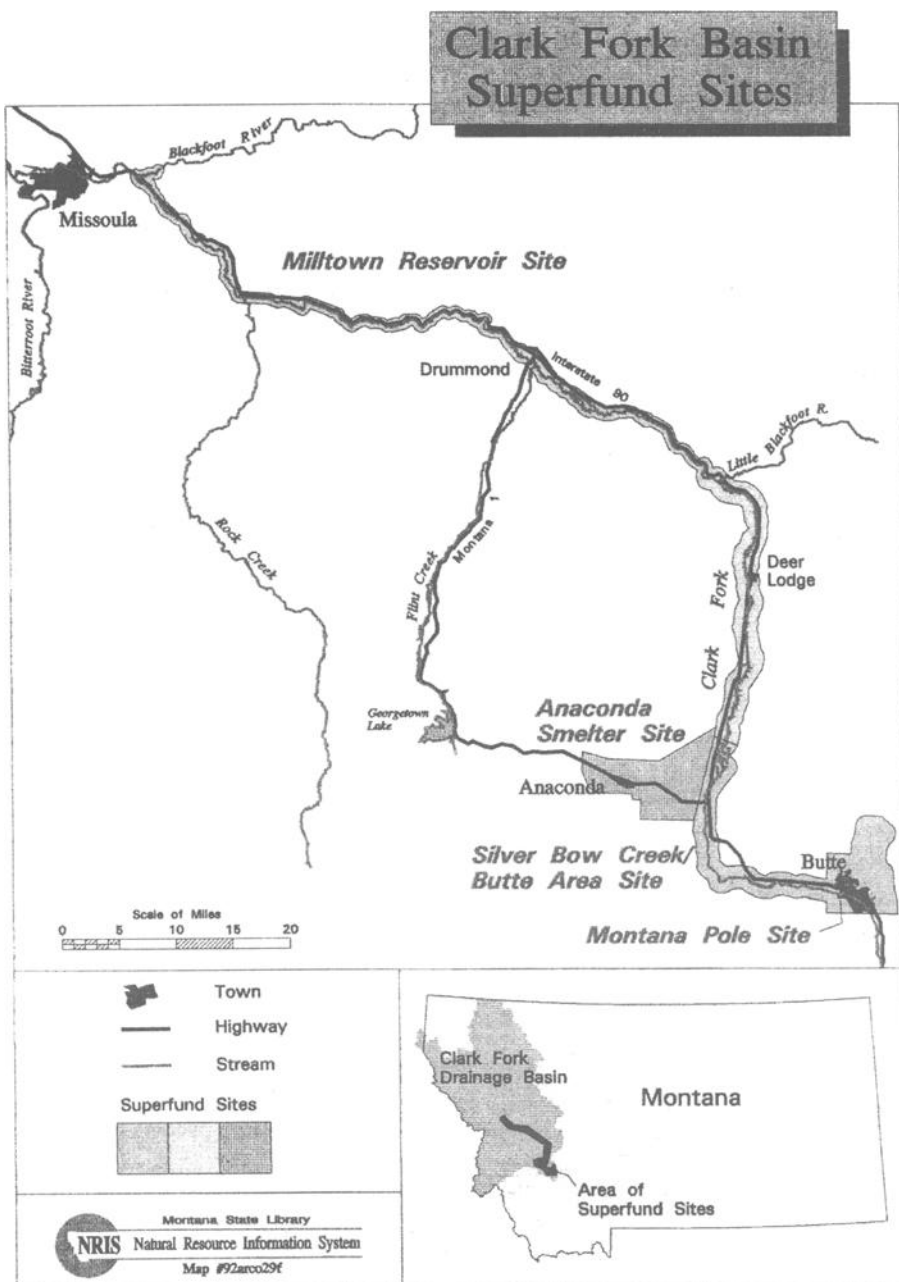 Clark Fork Basin
Superfund Sites
Blackfoot River
Missoula
Bitterroot River
Milltown Reservoir Site
Drummond
Interstate 90
Little Blackfoot R.
Rock Creek
Flint Creek
Montana 1
Deer
Lodge
Clark Fork
Georgetown
Lake
Anaconda
Smelter Site
Anaconda
Silver Bow Creek/
Butte Area Site
Butte
Montana Pole Site
Scale of Miles
0 5 10 15 20
Town
Highway
Stream
Superfund Sites
Clark Fork
Drainage Basin
Montana
Area of
Superfund Sites
Montana State Library
NRIS Natural Resource Information System
Map #92arco29f